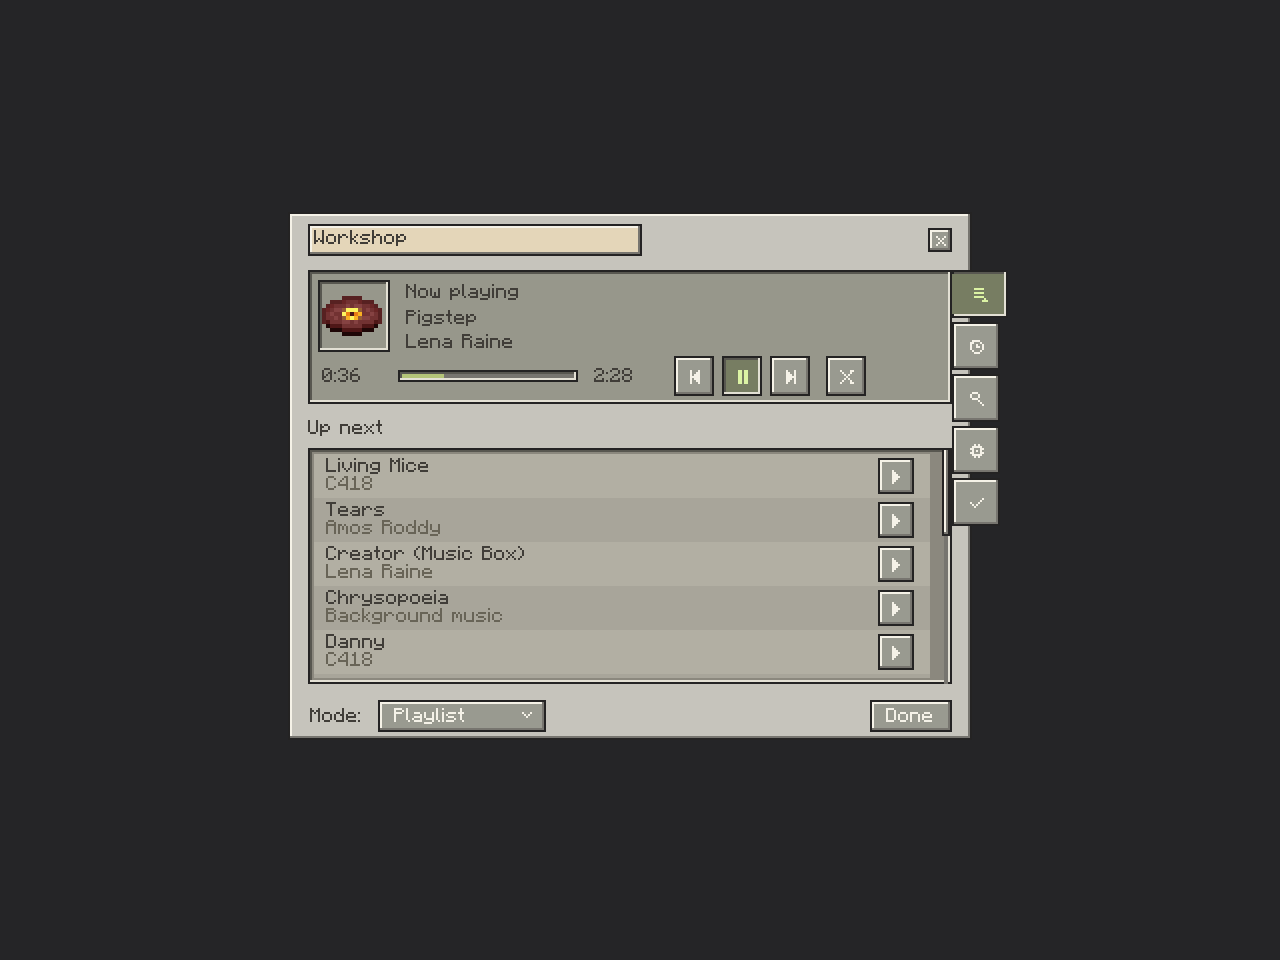 Workshop
Now playing
Pigstep
Lena Raine
0:36
2:28
Up next
Living Mice
C418
Tears
Amos Roddy
Creator (Music Box)
Lena Raine
Chrysopoeia
Background music
Danny
C418
Mode:
Playlist
Done